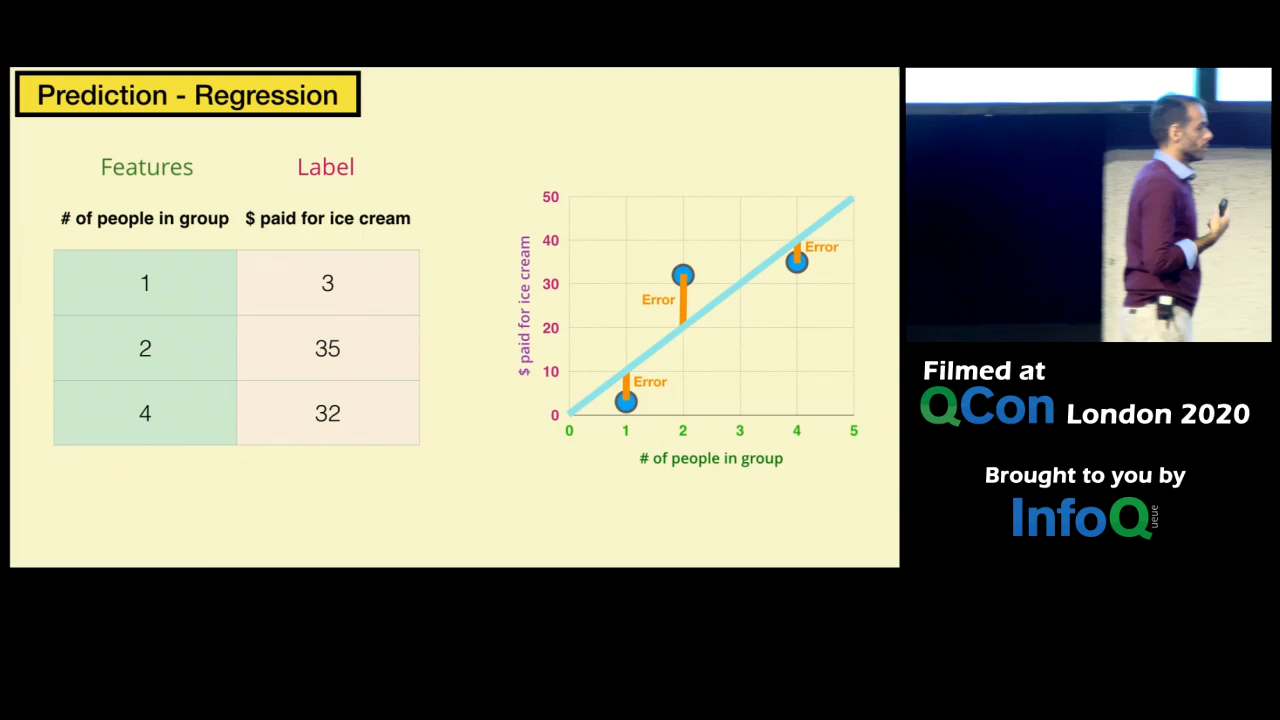 Prediction - Regression
Features Label
# of people in group $ paid for ice cream
1 3
2 35
4 32
$ paid for ice cream
50
40
30
20
10
0
Error
Error
Error
0 1 2 3 4 5
# of people in group
Filmed at
QCon London 2020
Brought to you by
InfoQ
ueue